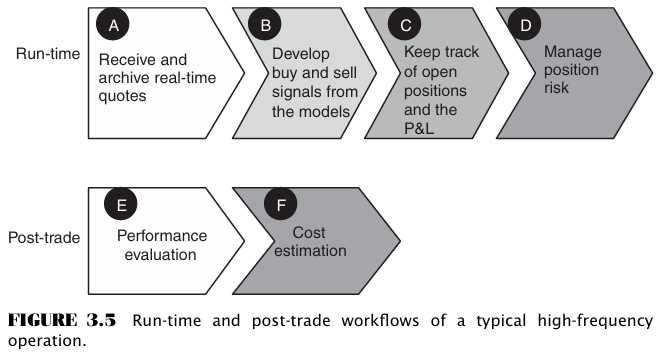 Run-time
A
Receive and
archive real-time
quotes
B
Develop
buy and sell
signals from
the models
C
Keep track
of open
positions
and the
P&L
D
Manage
position
risk
Post-trade
E
Performance
evaluation
F
Cost
estimation
FIGURE 3.5 Run-time and post-trade workflows of a typical high-frequency
operation.